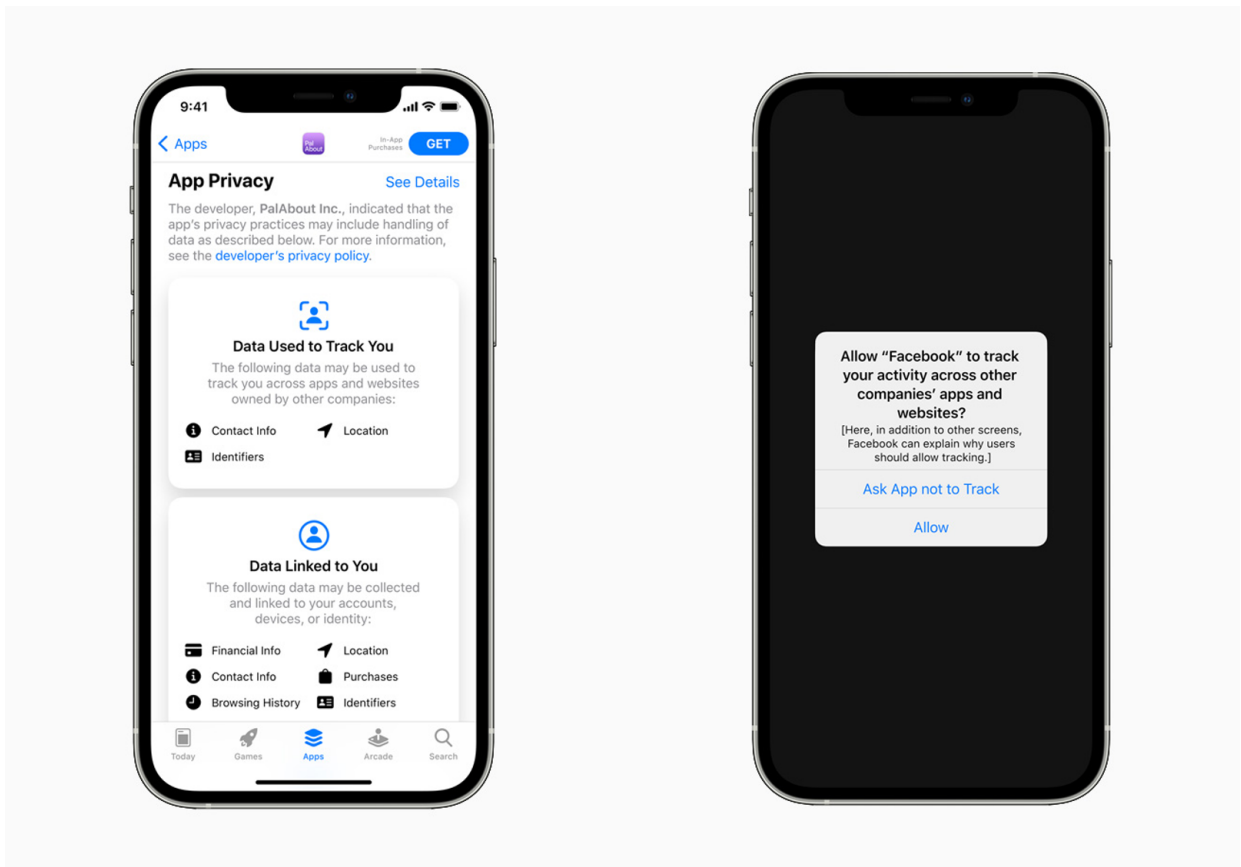 9:41
Apps
Pal
About
In-App
Purchases
GET
App Privacy
See Details
The developer, PalAbout Inc., indicated that the
app's privacy practices may include handling of
data as described below. For more information,
see the developer's privacy policy.
Data Used to Track You
The following data may be used to
track you across apps and websites
owned by other companies:
Contact Info
Location
Identifiers
Data Linked to You
The following data may be collected
and linked to your accounts,
devices, or identity:
Financial Info
Location
Contact Info
Purchases
Browsing History
Identifiers
Today
Games
Apps
Arcade
Search
Allow “Facebook” to track
your activity across other
companies’ apps and
websites?
[Here, in addition to other screens,
Facebook can explain why users
should allow tracking.]
Ask App not to Track
Allow